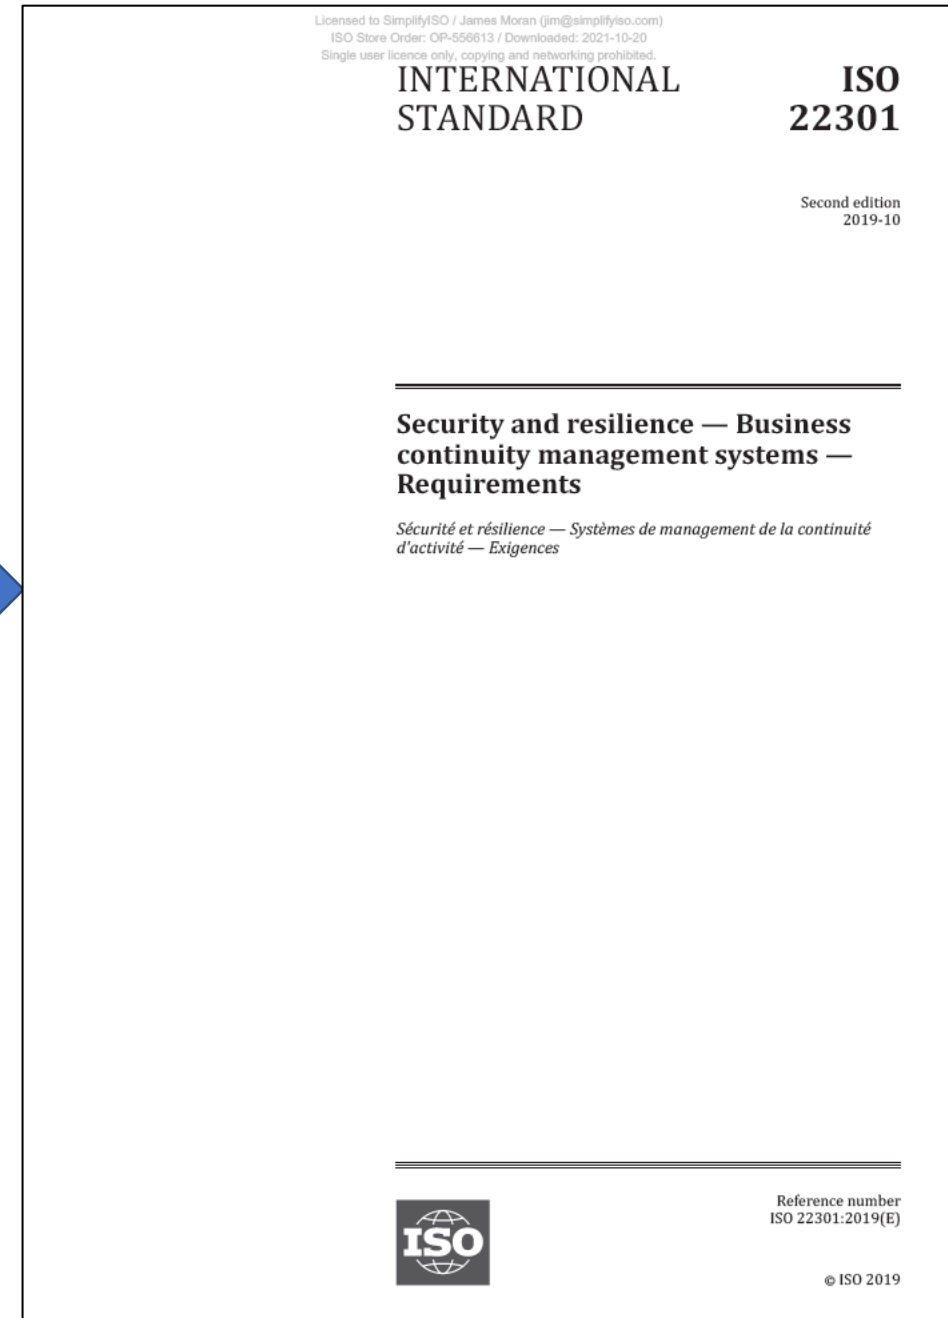 Licensed to SimplifyISO / James Moran (jim@simplifyiso.com)
ISO Store Order: OP-556613 / Downloaded: 2021-10-20
Single user licence only, copying and networking prohibited.
INTERNATIONAL STANDARD
ISO 22301
Second edition
2019-10
Security and resilience — Business
continuity management systems —
Requirements
Sécurité et résilience — Systèmes de management de la continuité
d'activité — Exigences
ISO
Reference number
ISO 22301:2019(E)
© ISO 2019